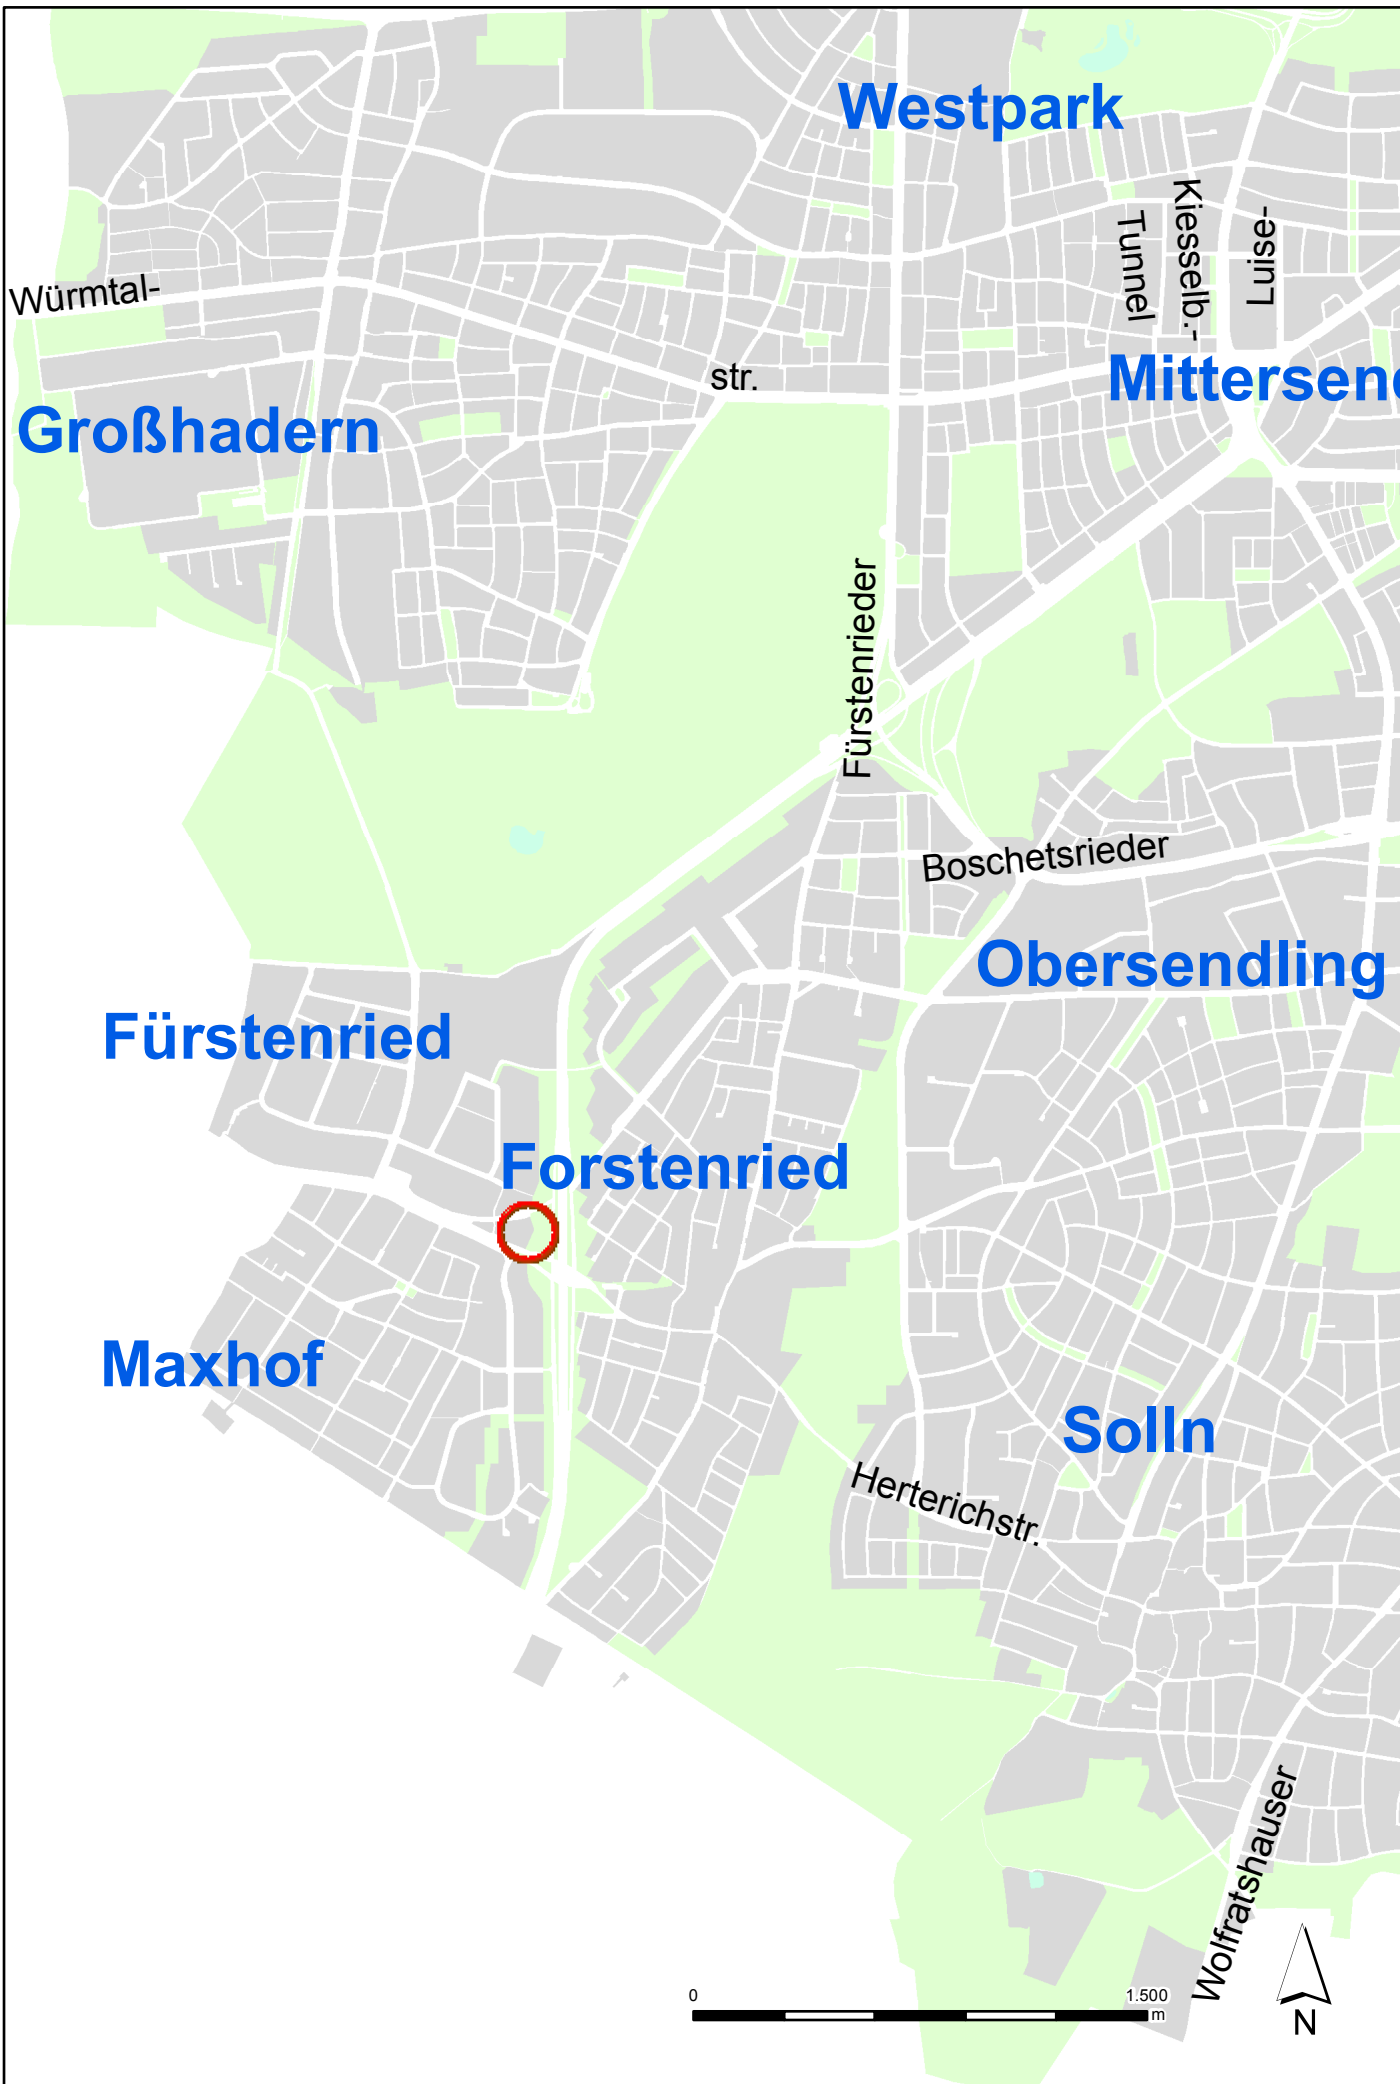 Westpark
Tunnel
Kiesselb.-
Luise-
Würmtal-
str.
Mittersend
Großhadern
Fürstenrieder
Boschetsrieder
Obersendling
Fürstenried
Forstenried
Maxhof
Solln
Herterichstr.
Wolfratshauser
0
1.500
m
N